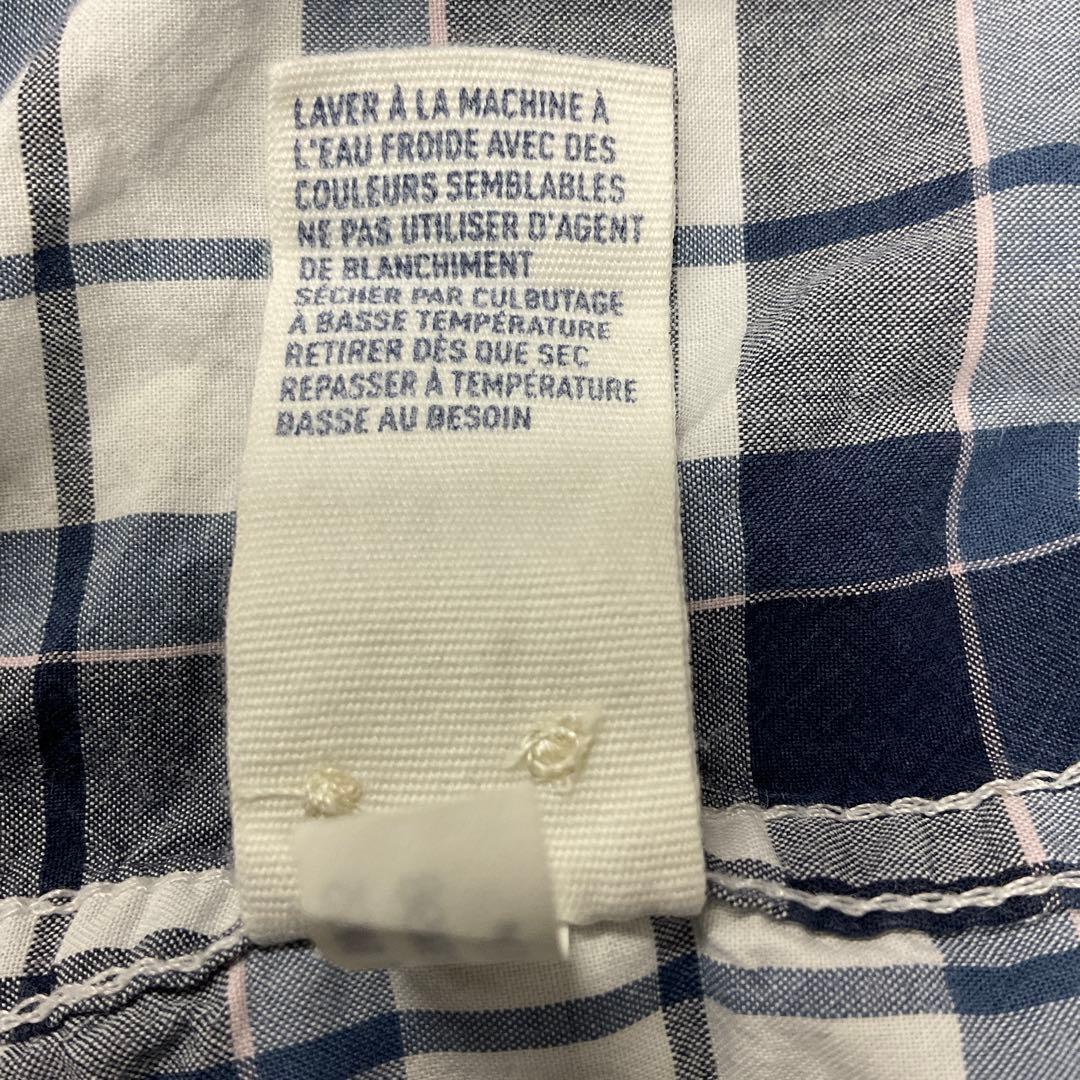 LAVER À LA MACHINE À
L'EAU FROIDE AVEC DES
COULEURS SEMBLABLES
NE PAS UTILISER D'AGENT
DE BLANCHIMENT
SÉCHER PAR CULBUTAGE
À BASSE TEMPÉRATURE
RETIRER DÈS QUE SEC
REPASSER À TEMPÉRATURE
BASSE AU BESOIN